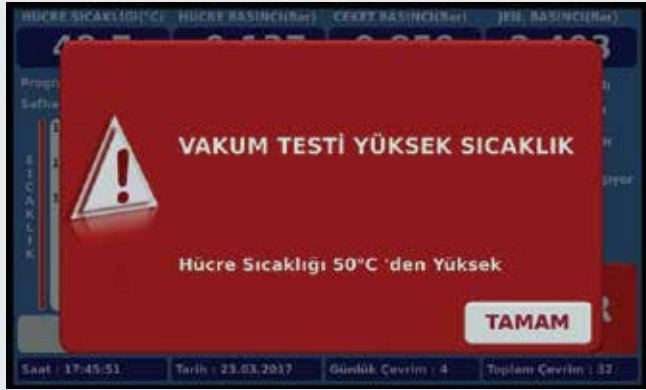 HÜCRE SICAKLIGI(°C) HÜCRE BASINCI(Bar) CEKET BASINCI(Bar) JEN. BASINCI(Bar)
VAKUM TESTİ YÜKSEK SICAKLIK
SICAKLIK
Hücre Sıcaklığı 50°C 'den Yüksek
TAMAM
Saat : 17:45:51 Tarih : 23.03.2017 Günlük Çevrim : 4 Toplam Çevrim : 32